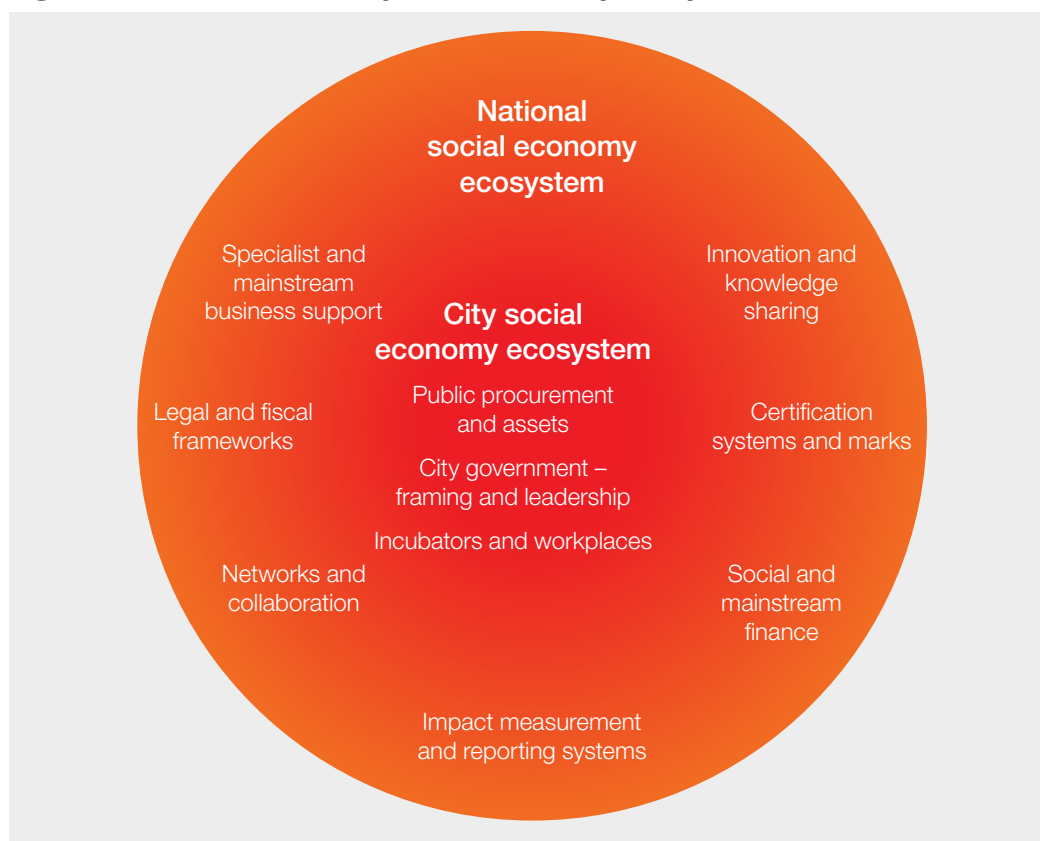 National
social economy
ecosystem
Specialist and
mainstream
business support
Innovation and
knowledge
sharing
City social
economy ecosystem
Public procurement
and assets
Legal and fiscal
frameworks
Certification
systems and marks
City government –
framing and leadership
Incubators and workplaces
Networks and
collaboration
Social and
mainstream
finance
Impact measurement
and reporting systems